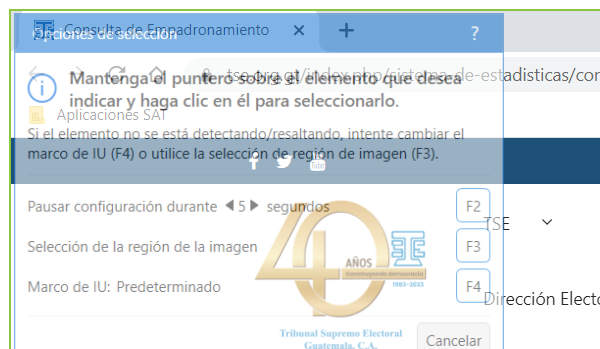 Consulta de Empadronamiento
Opciones de selección
?
tse.org.gt/index.php/sistema-de-estadisticas/con
Mantenga el puntero sobre el elemento que desea
indicar y haga clic en él para seleccionarlo.
Aplicaciones SAT
Si el elemento no se está detectando/resaltando, intente cambiar el
marco de IU (F4) o utilice la selección de región de imagen (F3).
You
Tube
Pausar configuración durante 5 segundos F2
TSE
Selección de la región de la imagen F3
40 AÑOS
Construyendo democracia
1983-2023
Marco de IU: Predeterminado F4
Dirección Electo
Tribunal Supremo Electoral
Guatemala, C.A.
Cancelar